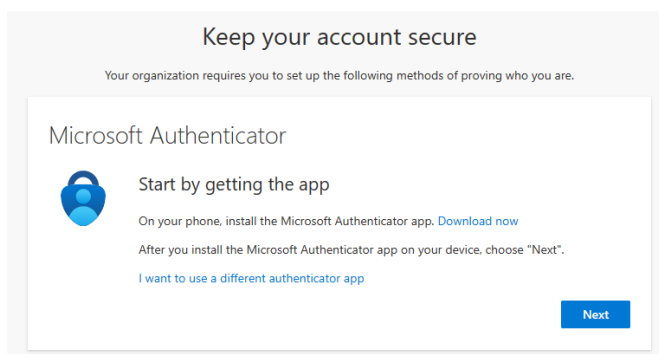 Keep your account secure
Your organization requires you to set up the following methods of proving who you are.
Microsoft Authenticator
Start by getting the app
On your phone, install the Microsoft Authenticator app. Download now
After you install the Microsoft Authenticator app on your device, choose "Next".
I want to use a different authenticator app
Next